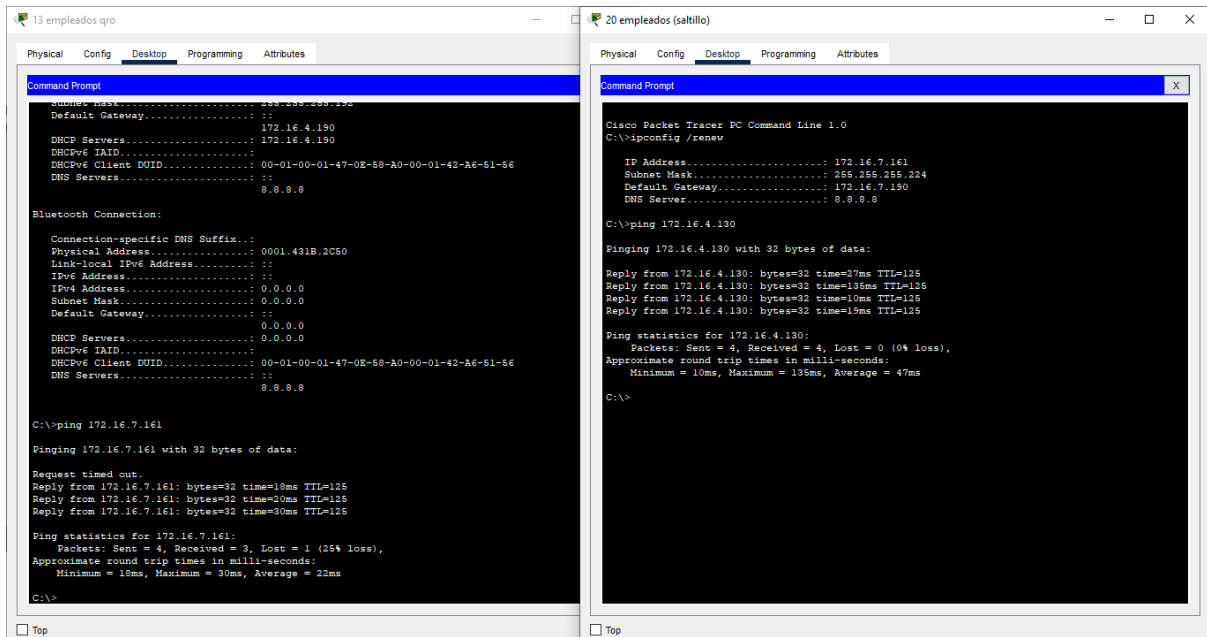 13 empleados qro
Physical Config Desktop Programming Attributes
Command Prompt
Subnet Mask......................: 255.255.255.192
Default Gateway.................: ::
172.16.4.190
DHCP Servers.....................: 172.16.4.190
DHCPv6 IAID......................:
DHCPv6 Client DUID..............: 00-01-00-01-47-0E-58-A0-00-01-42-A6-51-56
DNS Servers......................: ::
8.8.8.8
Bluetooth Connection:
Connection-specific DNS Suffix..:
Physical Address................: 0001.431B.2C50
Link-local IPv6 Address.........: ::
IPv6 Address.....................: ::
IPv4 Address.....................: 0.0.0.0
Subnet Mask......................: 0.0.0.0
Default Gateway.................: ::
0.0.0.0
DHCP Servers.....................: 0.0.0.0
DHCPv6 IAID......................:
DHCPv6 Client DUID..............: 00-01-00-01-47-0E-58-A0-00-01-42-A6-51-56
DNS Servers......................: ::
8.8.8.8
C:\>ping 172.16.7.161
Pinging 172.16.7.161 with 32 bytes of data:
Request timed out.
Reply from 172.16.7.161: bytes=32 time=18ms TTL=125
Reply from 172.16.7.161: bytes=32 time=20ms TTL=125
Reply from 172.16.7.161: bytes=32 time=30ms TTL=125
Ping statistics for 172.16.7.161:
Packets: Sent = 4, Received = 3, Lost = 1 (25% loss),
Approximate round trip times in milli-seconds:
Minimum = 18ms, Maximum = 30ms, Average = 22ms
C:\>
Top
20 empleados (saltillo)
Physical Config Desktop Programming Attributes
Command Prompt
X
Cisco Packet Tracer PC Command Line 1.0
C:\>ipconfig /renew
IP Address......................: 172.16.7.161
Subnet Mask.....................: 255.255.255.224
Default Gateway.................: 172.16.7.190
DNS Server......................: 8.8.8.8
C:\>ping 172.16.4.130
Pinging 172.16.4.130 with 32 bytes of data:
Reply from 172.16.4.130: bytes=32 time=27ms TTL=125
Reply from 172.16.4.130: bytes=32 time=135ms TTL=125
Reply from 172.16.4.130: bytes=32 time=10ms TTL=125
Reply from 172.16.4.130: bytes=32 time=19ms TTL=125
Ping statistics for 172.16.4.130:
Packets: Sent = 4, Received = 4, Lost = 0 (0% loss),
Approximate round trip times in milli-seconds:
Minimum = 10ms, Maximum = 135ms, Average = 47ms
C:\>
Top